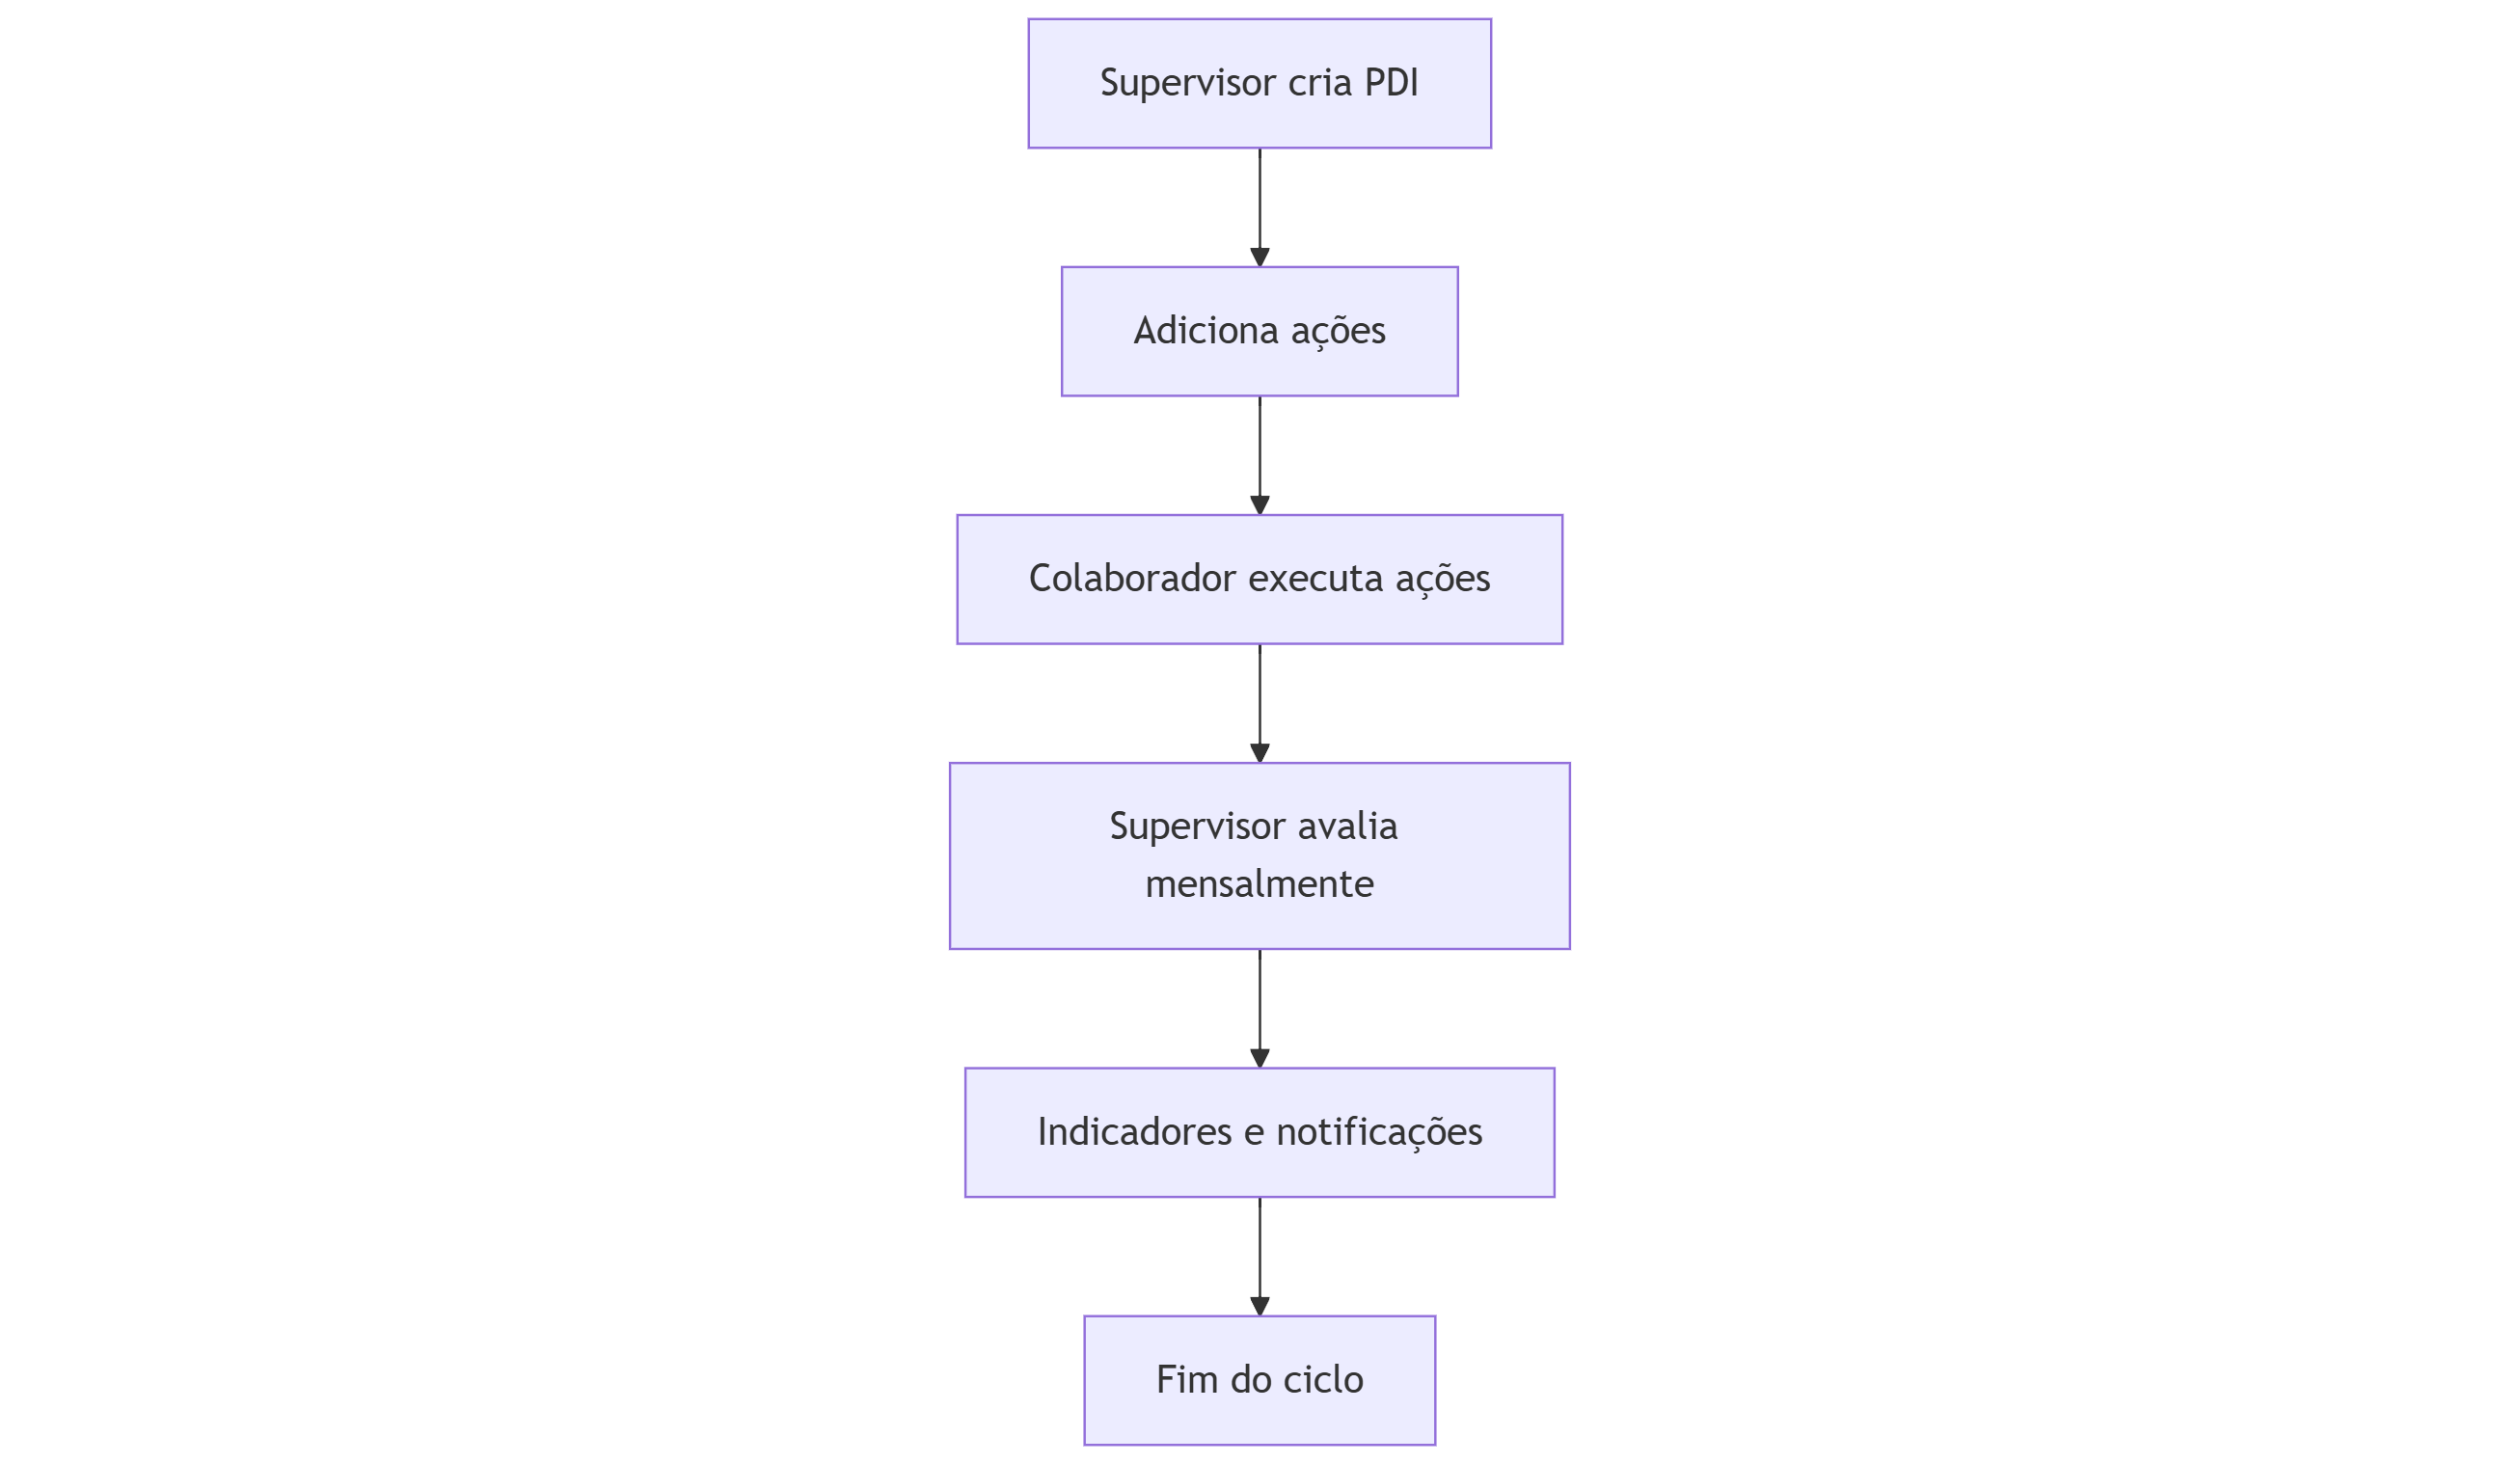 Supervisor cria PDI
Adiciona ações
Colaborador executa ações
Supervisor avalia
mensalmente
Indicadores e notificações
Fim do ciclo